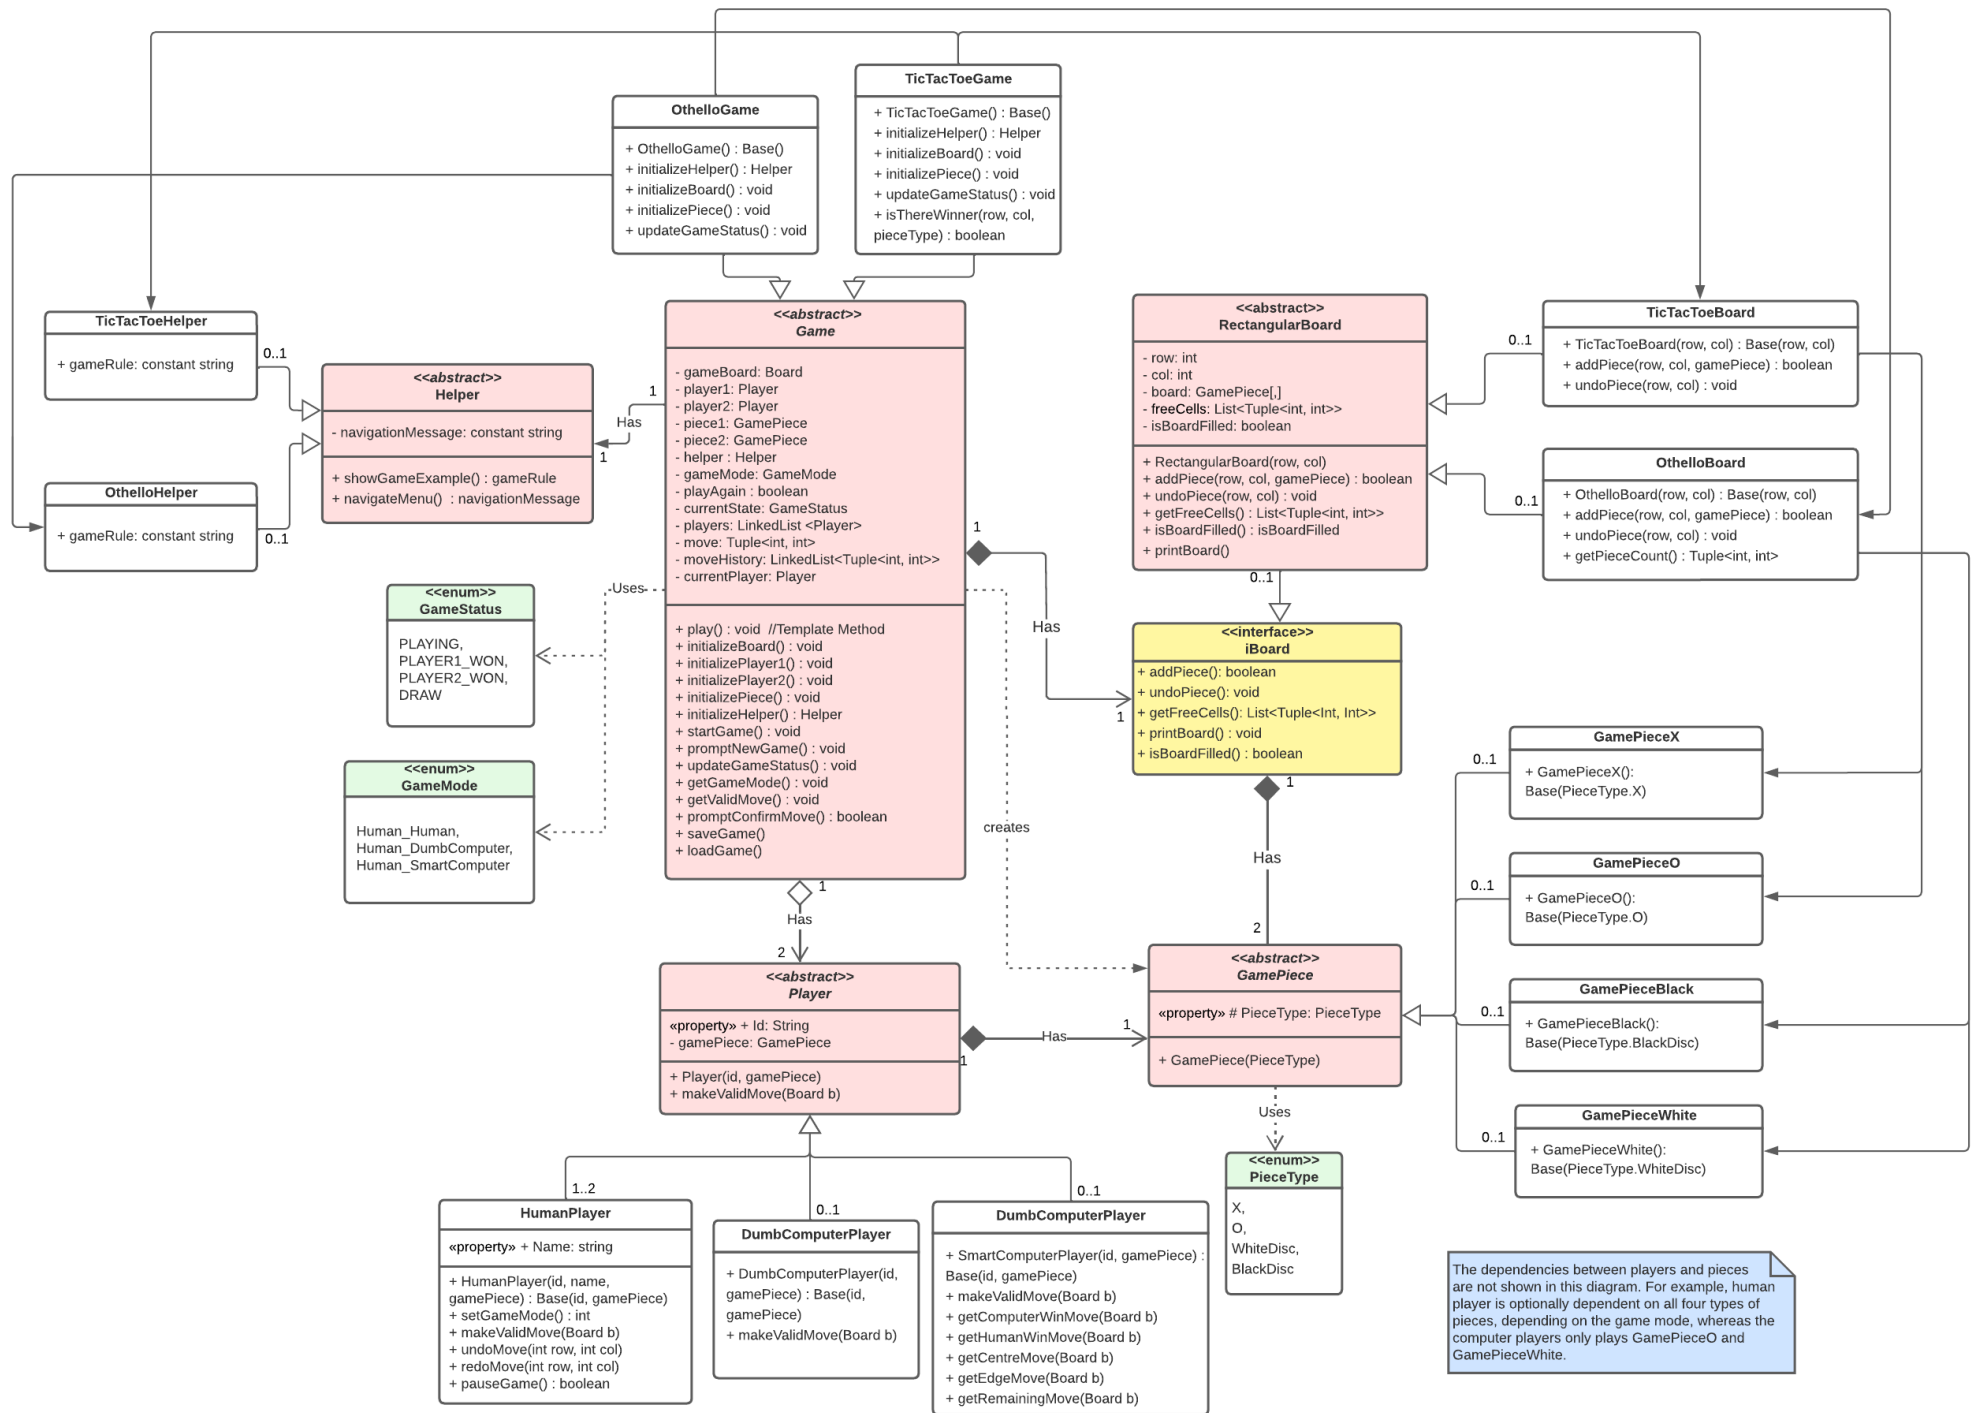 TicTacToeGame
+ TicTacToeGame() : Base()
+ initializeHelper() : Helper
+ initializeBoard() : void
+ initializePiece() : void
+ updateGameStatus() : void
+ isThereWinner(row, col,
pieceType) : boolean
OthelloGame
+ OthelloGame() : Base()
+ initializeHelper() : Helper
+ initializeBoard() : void
+ initializePiece() : void
+ updateGameStatus() : void
TicTacToeHelper
+ gameRule: constant string
0..1
OthelloHelper
+ gameRule: constant string
0..1
<<abstract>>
Helper
- navigationMessage: constant string
+ showGameExample() : gameRule
+ navigateMenu()  : navigationMessage
1
Has
1
<<abstract>>
Game
- gameBoard: Board
- player1: Player
- player2: Player
- piece1: GamePiece
- piece2: GamePiece
- helper : Helper
- gameMode: GameMode
- playAgain : boolean
- currentState: GameStatus
- players: LinkedList <Player>
- move: Tuple<int, int>
- moveHistory: LinkedList<Tuple<int, int>>
- currentPlayer: Player
+ play() : void  //Template Method
+ initializeBoard() : void
+ initializePlayer1() : void
+ initializePlayer2() : void
+ initializePiece() : void
+ initializeHelper() : Helper
+ startGame() : void
+ promptNewGame() : void
+ updateGameStatus() : void
+ getGameMode() : void
+ getValidMove() : void
+ promptConfirmMove() : boolean
+ saveGame()
+ loadGame()
Uses
<<enum>>
GameStatus
PLAYING,
PLAYER1_WON,
PLAYER2_WON,
DRAW
<<enum>>
GameMode
Human_Human,
Human_DumbComputer,
Human_SmartComputer
1
Has
1
creates
<<abstract>>
RectangularBoard
- row: int
- col: int
- board: GamePiece[,]
- freeCells: List<Tuple<int, int>>
- isBoardFilled: boolean
+ RectangularBoard(row, col)
+ addPiece(row, col, gamePiece) : boolean
+ undoPiece(row, col) : void
+ getFreeCells() : List<Tuple<int, int>>
+ isBoardFilled() : isBoardFilled
+ printBoard()
0..1
TicTacToeBoard
+ TicTacToeBoard(row, col) : Base(row, col)
+ addPiece(row, col, gamePiece) : boolean
+ undoPiece(row, col) : void
0..1
OthelloBoard
+ OthelloBoard(row, col) : Base(row, col)
+ addPiece(row, col, gamePiece) : boolean
+ undoPiece(row, col) : void
+ getPieceCount() : Tuple<int, int>
0..1
<<interface>>
iBoard
+ addPiece(): boolean
+ undoPiece(): void
+ getFreeCells(): List<Tuple<Int, Int>>
+ printBoard() : void
+ isBoardFilled() : boolean
1
Has
2
GamePieceX
+ GamePieceX():
Base(PieceType.X)
0..1
GamePieceO
+ GamePieceO():
Base(PieceType.O)
0..1
GamePieceBlack
+ GamePieceBlack():
Base(PieceType.BlackDisc)
0..1
GamePieceWhite
+ GamePieceWhite():
Base(PieceType.WhiteDisc)
0..1
1
Has
2
<<abstract>>
Player
«property» + Id: String
- gamePiece: GamePiece
+ Player(id, gamePiece)
+ makeValidMove(Board b)
1
Has
1
<<abstract>>
GamePiece
«property» # PieceType: PieceType
+ GamePiece(PieceType)
Uses
<<enum>>
PieceType
X,
O,
WhiteDisc,
BlackDisc
1..2
HumanPlayer
«property» + Name: string
+ HumanPlayer(id, name,
gamePiece) : Base(id, gamePiece)
+ setGameMode() : int
+ makeValidMove(Board b)
+ undoMove(int row, int col)
+ redoMove(int row, int col)
+ pauseGame() : boolean
0..1
DumbComputerPlayer
+ DumbComputerPlayer(id,
gamePiece) : Base(id,
gamePiece)
+ makeValidMove(Board b)
0..1
DumbComputerPlayer
+ SmartComputerPlayer(id, gamePiece) :
Base(id, gamePiece)
+ makeValidMove(Board b)
+ getComputerWinMove(Board b)
+ getHumanWinMove(Board b)
+ getCentreMove(Board b)
+ getEdgeMove(Board b)
+ getRemainingMove(Board b)
The dependencies between players and pieces
are not shown in this diagram. For example, human
player is optionally dependent on all four types of
pieces, depending on the game mode, whereas the
computer players only plays GamePieceO and
GamePieceWhite.